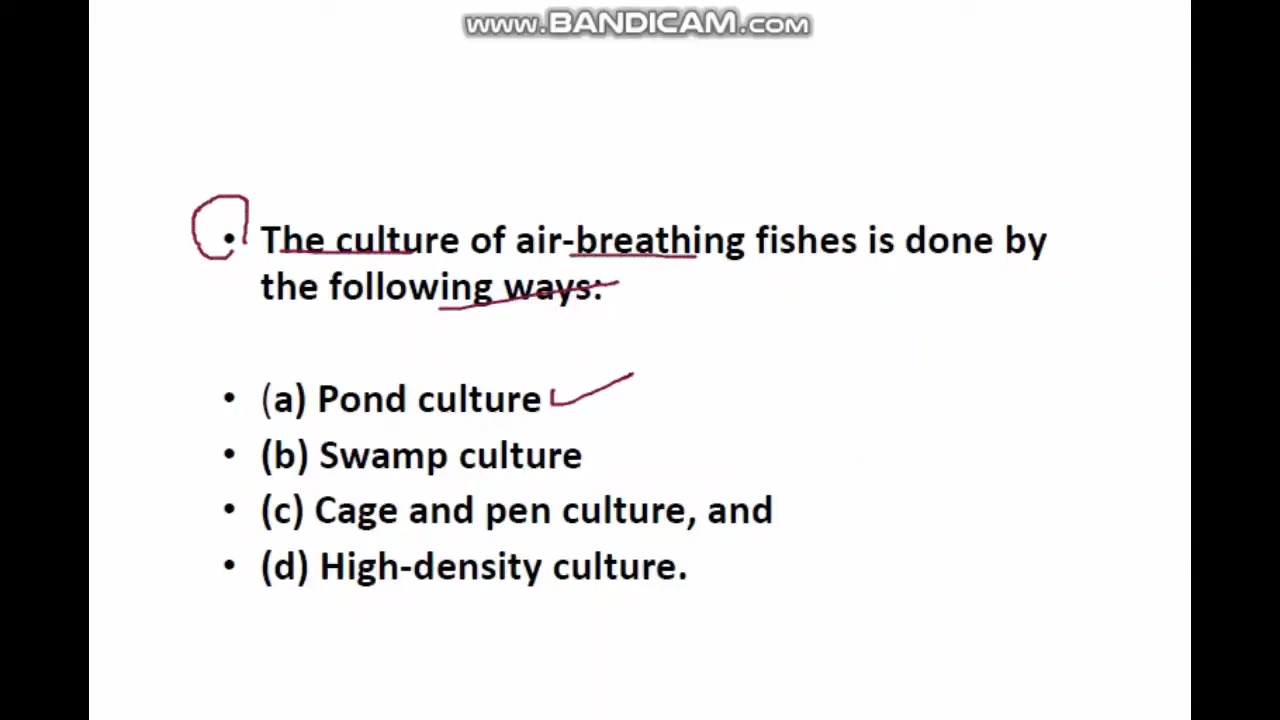 www.BANDICAM.com
• The culture of air-breathing fishes is done by
the following ways:
• (a) Pond culture
• (b) Swamp culture
• (c) Cage and pen culture, and
• (d) High-density culture.